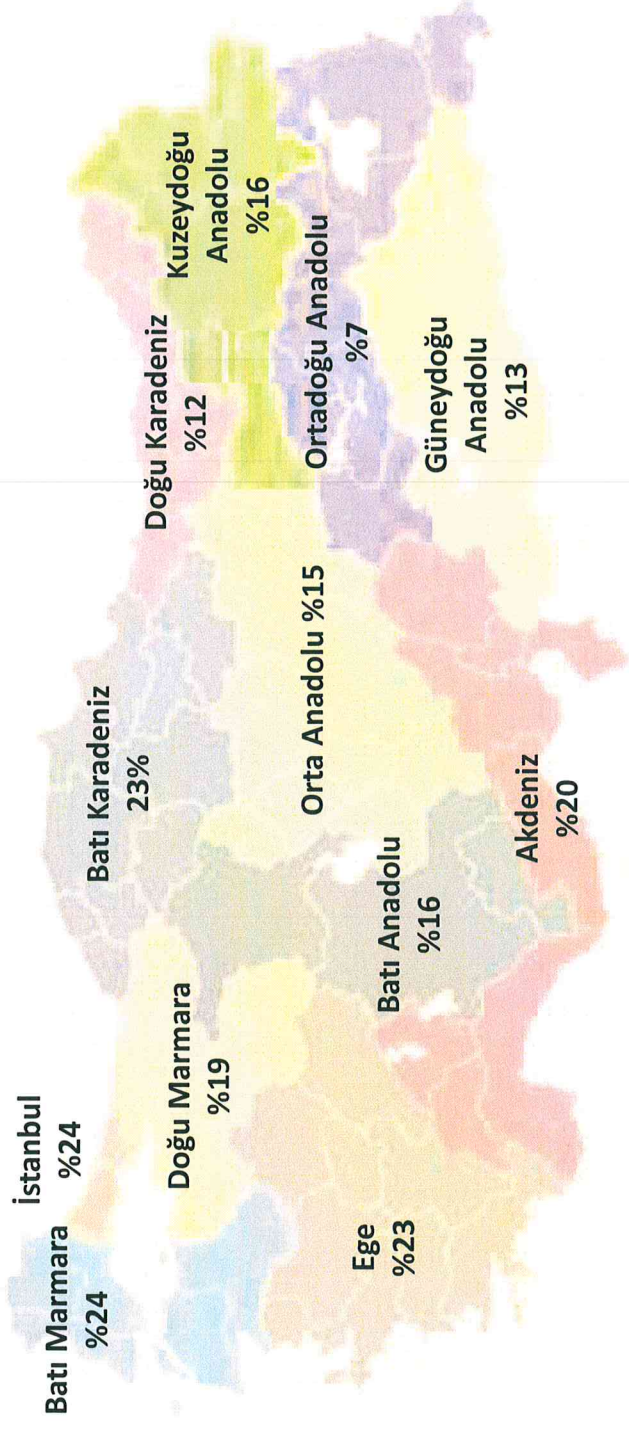 İstanbul
%24
Batı Marmara
%24
Doğu Marmara
%19
Ege
%23
Batı Karadeniz
23%
Batı Anadolu
%16
Akdeniz
%20
Orta Anadolu %15
Doğu Karadeniz
%12
Kuzeydoğu
Anadolu
%16
Ortadoğu Anadolu
%7
Güneydoğu
Anadolu
%13